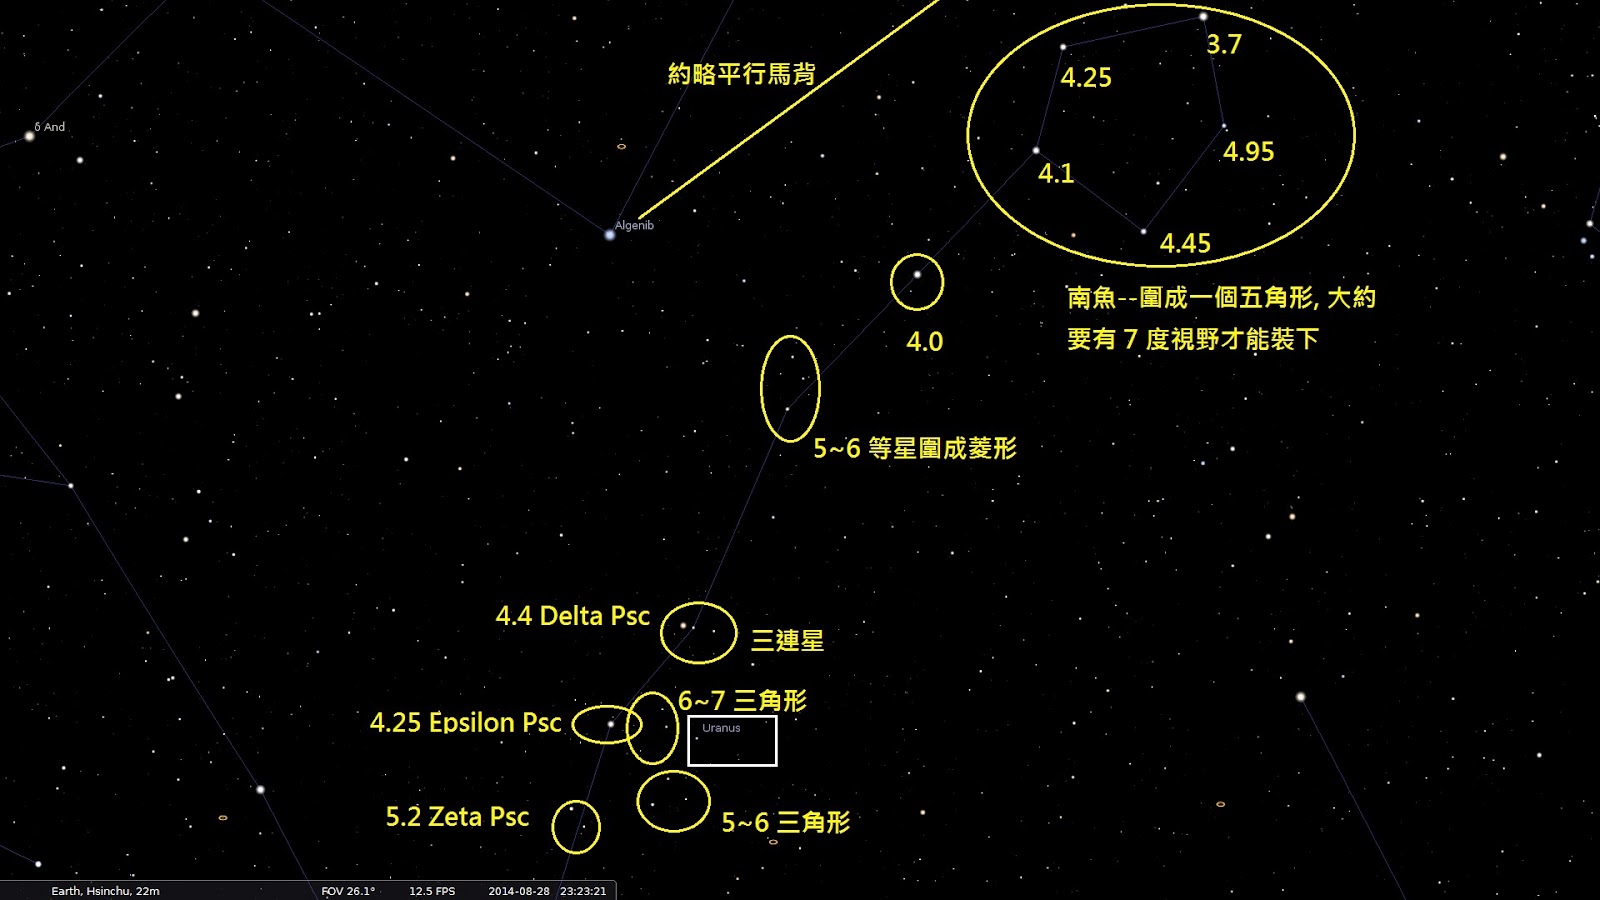 約略平行馬背
3.7
4.25
δ And
4.95
4.1
Algenib
4.45
南魚--圍成一個五角形, 大約
要有 7 度視野才能裝下
4.0
5~6 等星圍成菱形
4.4 Delta Psc
三連星
6~7 三角形
4.25 Epsilon Psc
Uranus
5.2 Zeta Psc
5~6 三角形
Earth, Hsinchu, 22m FOV 26.1° 12.5 FPS 2014-08-28 23:23:21